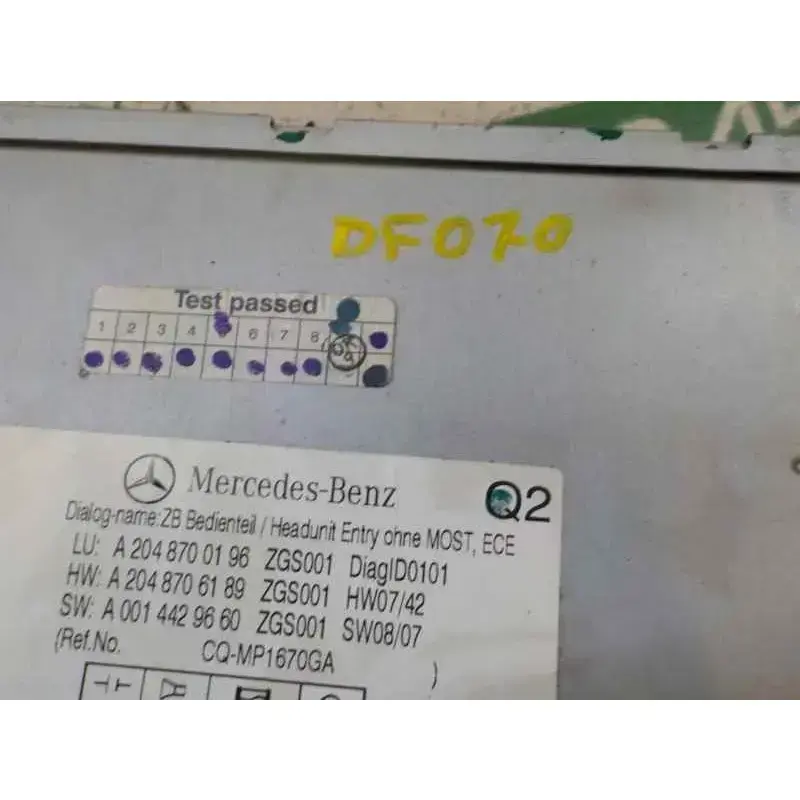 DF070
Test passed
1 2 3 4 6 7 8
Mercedes-Benz Q2
Dialog-name: ZB Bedienteil / Headunit Entry ohne MOST, ECE
LU: A 204 870 01 96 ZGS001 DiagID0101
HW: A 204 870 61 89 ZGS001 HW07/42
SW: A 001 442 96 60 ZGS001 SW08/07
(Ref.No. CQ-MP1670GA )